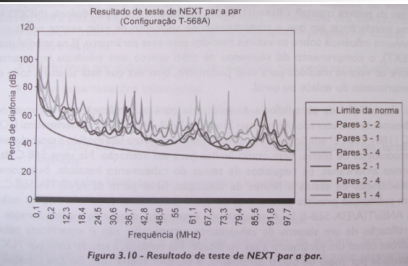 Resultado de teste de NEXT par a par
(Configuração T-568A)
Perda de diafonia (dB)
120
100
80
60
40
20
0
0,1
6.2
12.3
18.4
24.5
30.6
36.7
42.8
48.9
55
61.1
67.2
73.3
79.4
85.5
91.6
97.7
Frequência (MHz)
Limite da norma
Pares 3 - 2
Pares 3 - 1
Pares 3 - 4
Pares 2 - 1
Pares 2 - 4
Pares 1 - 4
Figura 3.10 - Resultado de teste de NEXT par a par.